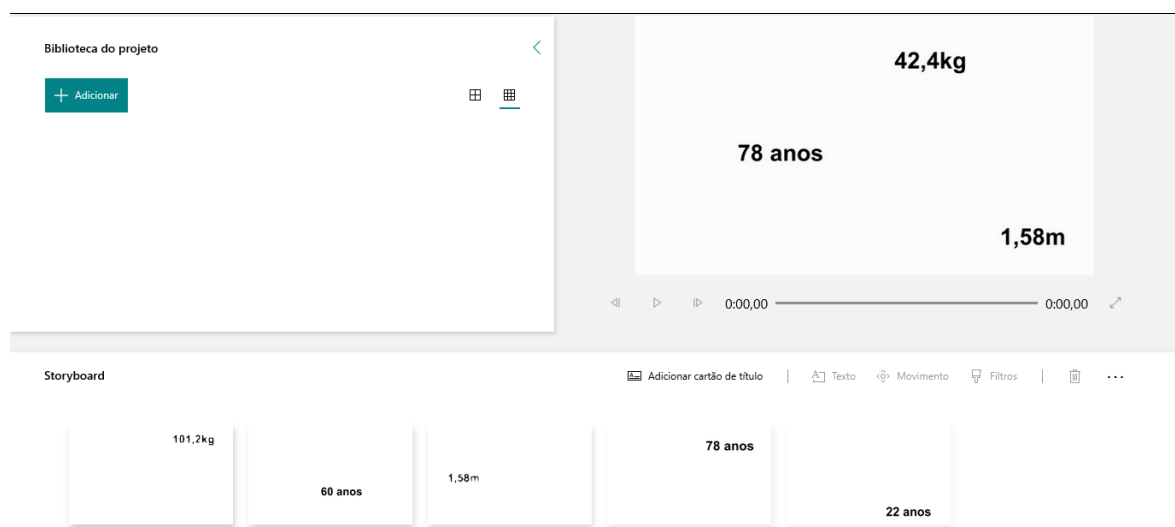 Biblioteca do projeto
Adicionar
42,4kg
78 anos
1,58m
0:00,00
0:00,00
Storyboard
Adicionar cartão de título
Texto
Movimento
Filtros
101,2kg
60 anos
1,58m
78 anos
22 anos